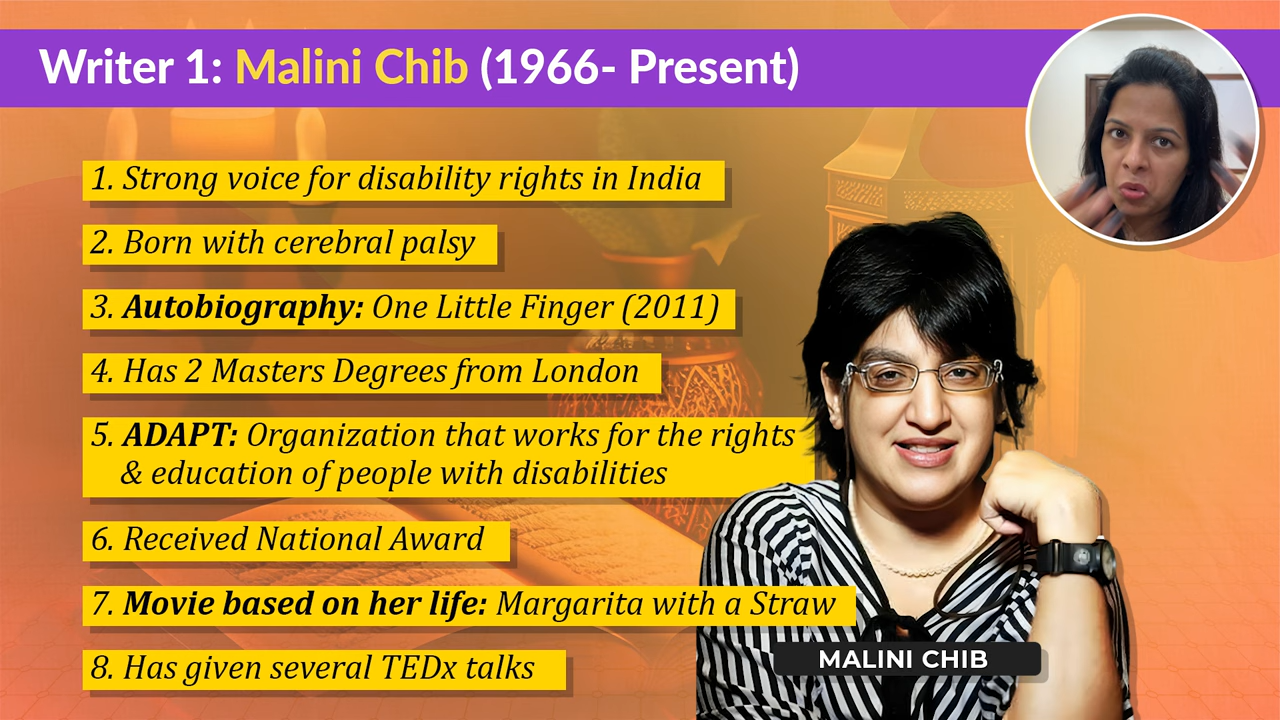 Writer 1: Malini Chib (1966- Present)
1. Strong voice for disability rights in India
2. Born with cerebral palsy
3. Autobiography: One Little Finger (2011)
4. Has 2 Masters Degrees from London
5. ADAPT: Organization that works for the rights
& education of people with disabilities
6. Received National Award
7. Movie based on her life: Margarita with a Straw
8. Has given several TEDx talks
MALINI CHIB